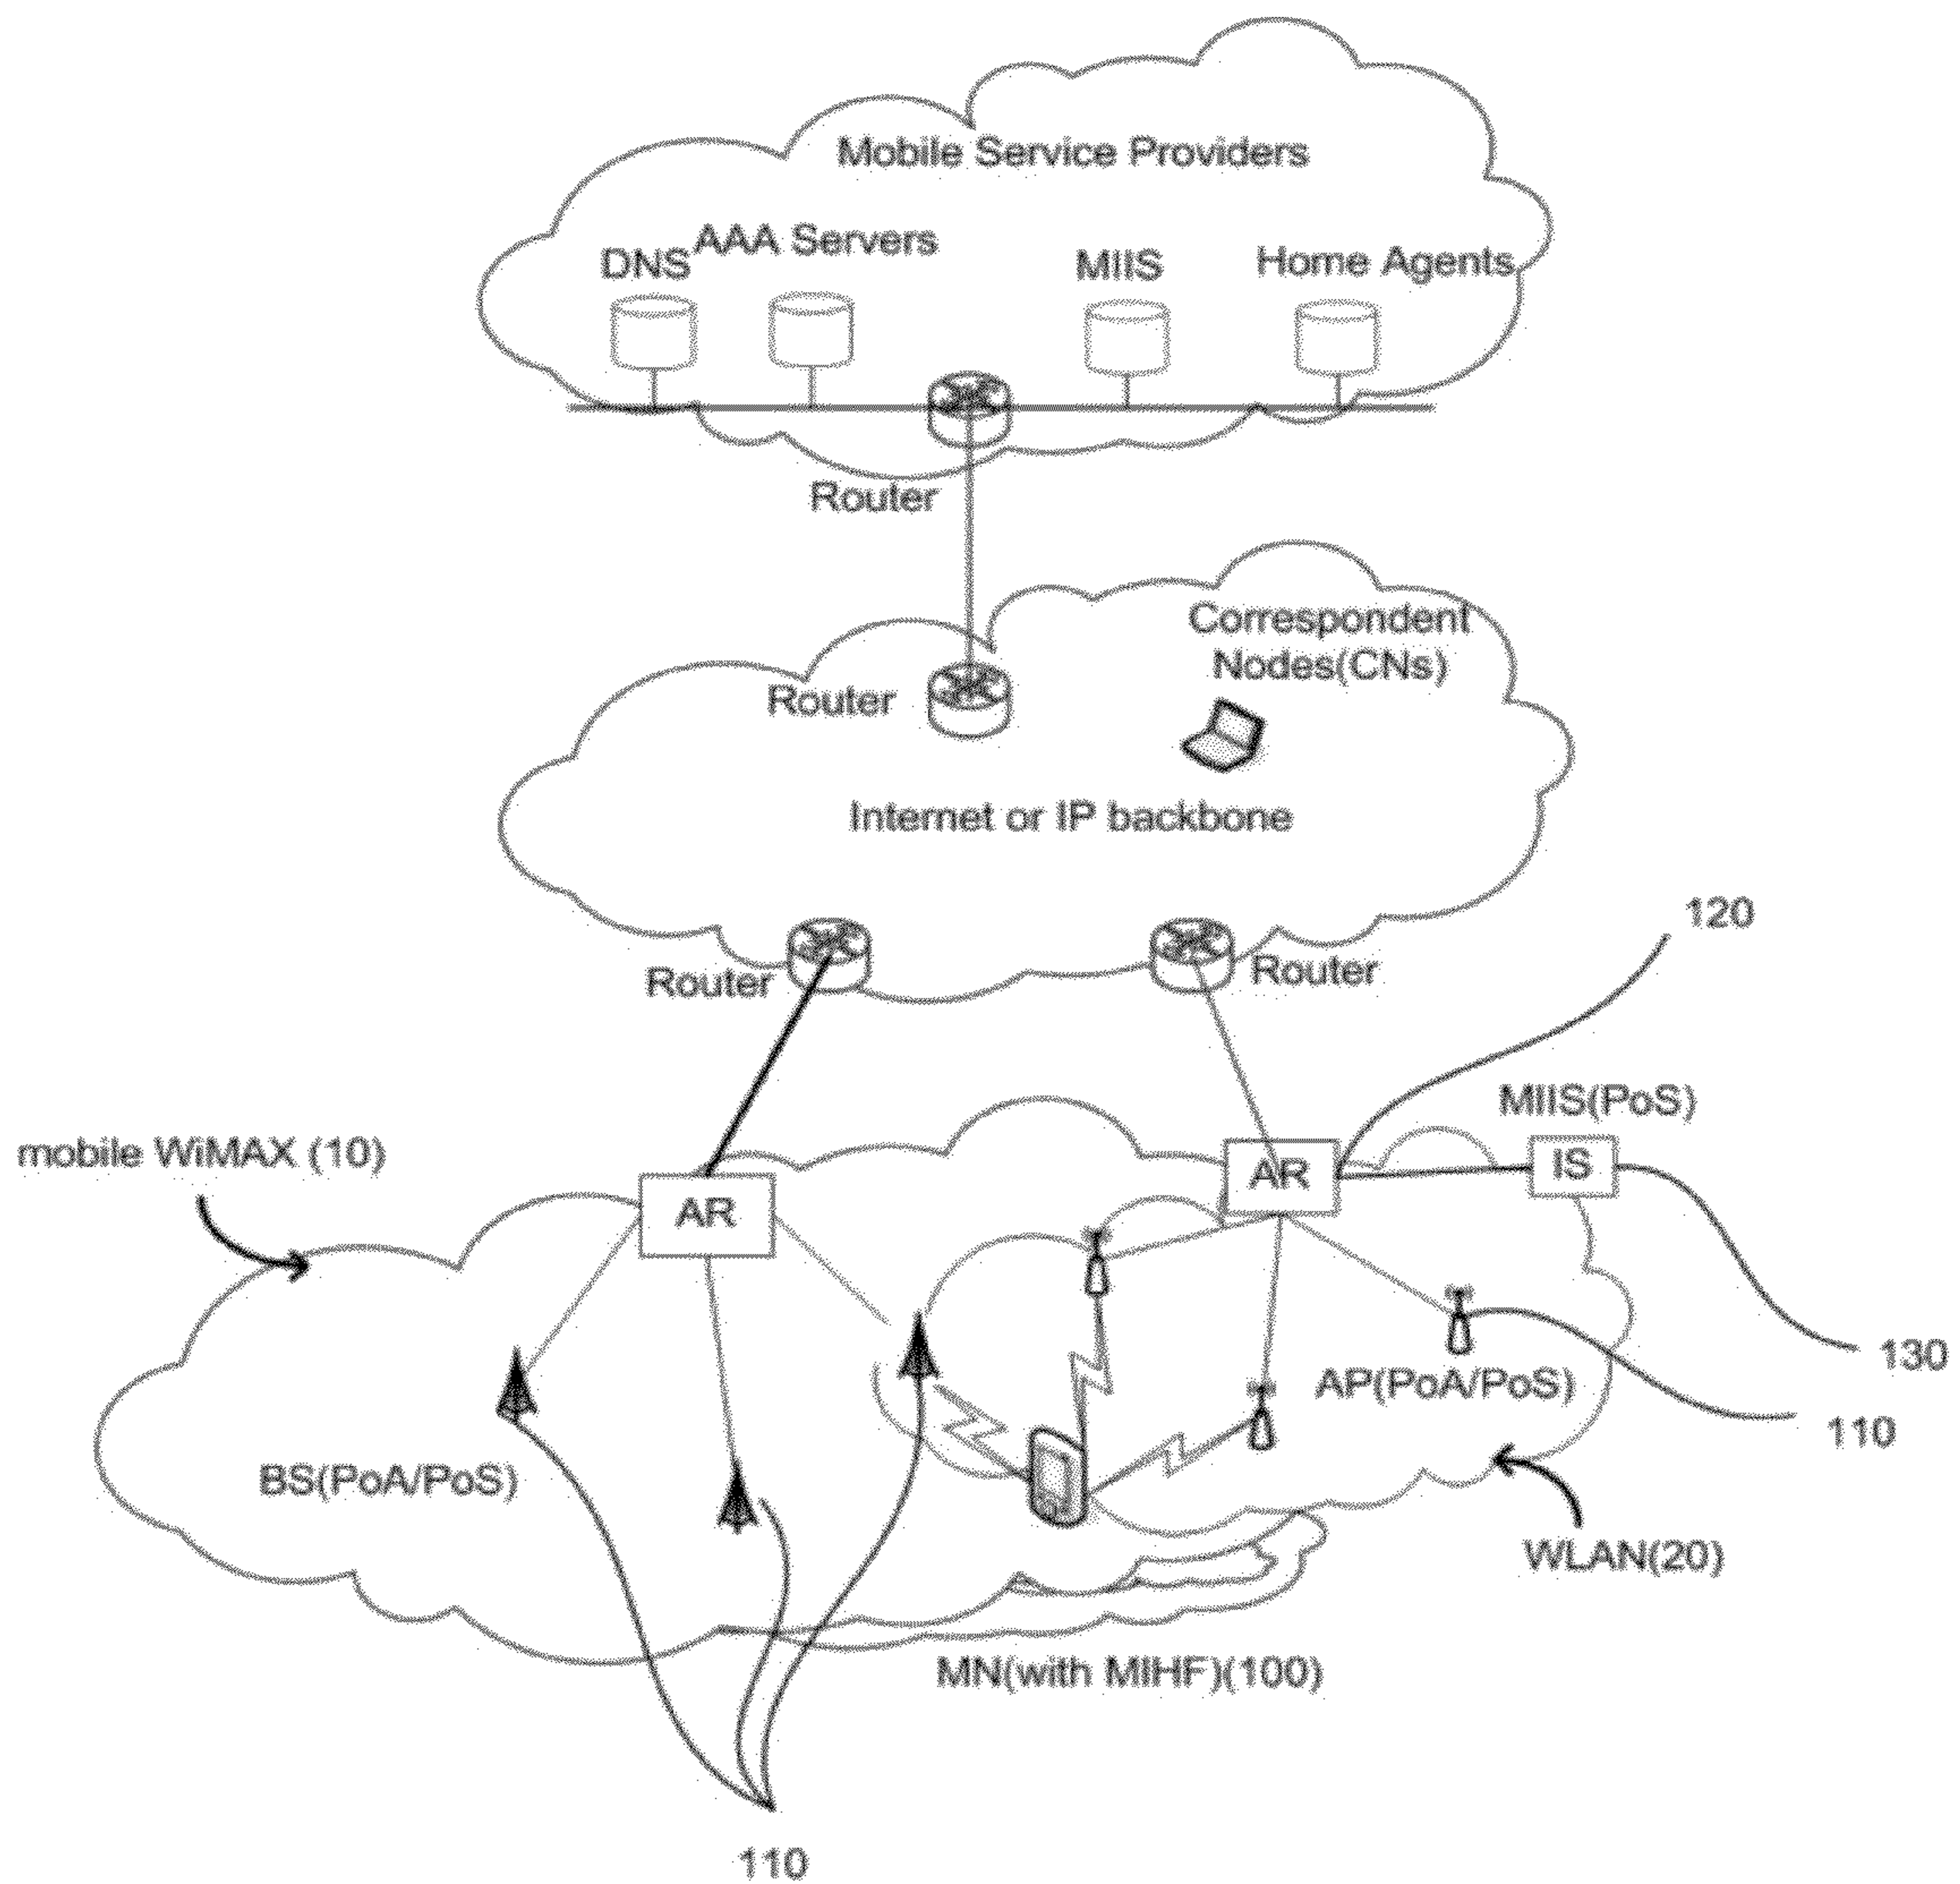 Mobile Service Providers
DNS
AAA Servers
MIIS
Home Agents
Router
Correspondent
Nodes(CNs)
Router
Internet or IP backbone
120
Router
Router
MIIS(PoS)
mobile WiMAX (10)
AR
IS
AR
130
AP(PoA/PoS)
110
BS(PoA/PoS)
WLAN(20)
MN(with MIHF)(100)
110